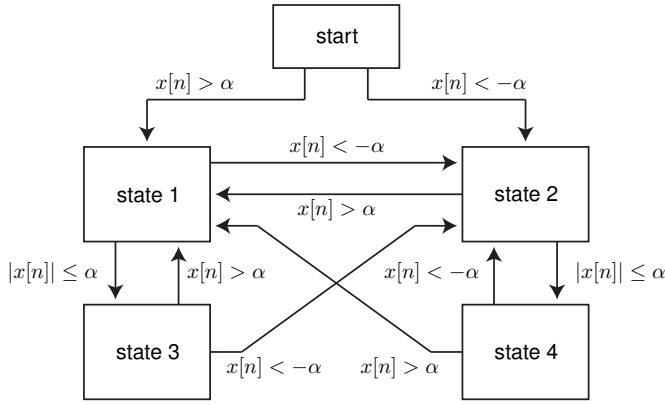 start
x[n] > α
x[n] < −α
x[n] < −α
state 1
state 2
x[n] > α
|x[n]| ≤ α
x[n] > α
x[n] < −α
|x[n]| ≤ α
state 3
state 4
x[n] < −α
x[n] > α